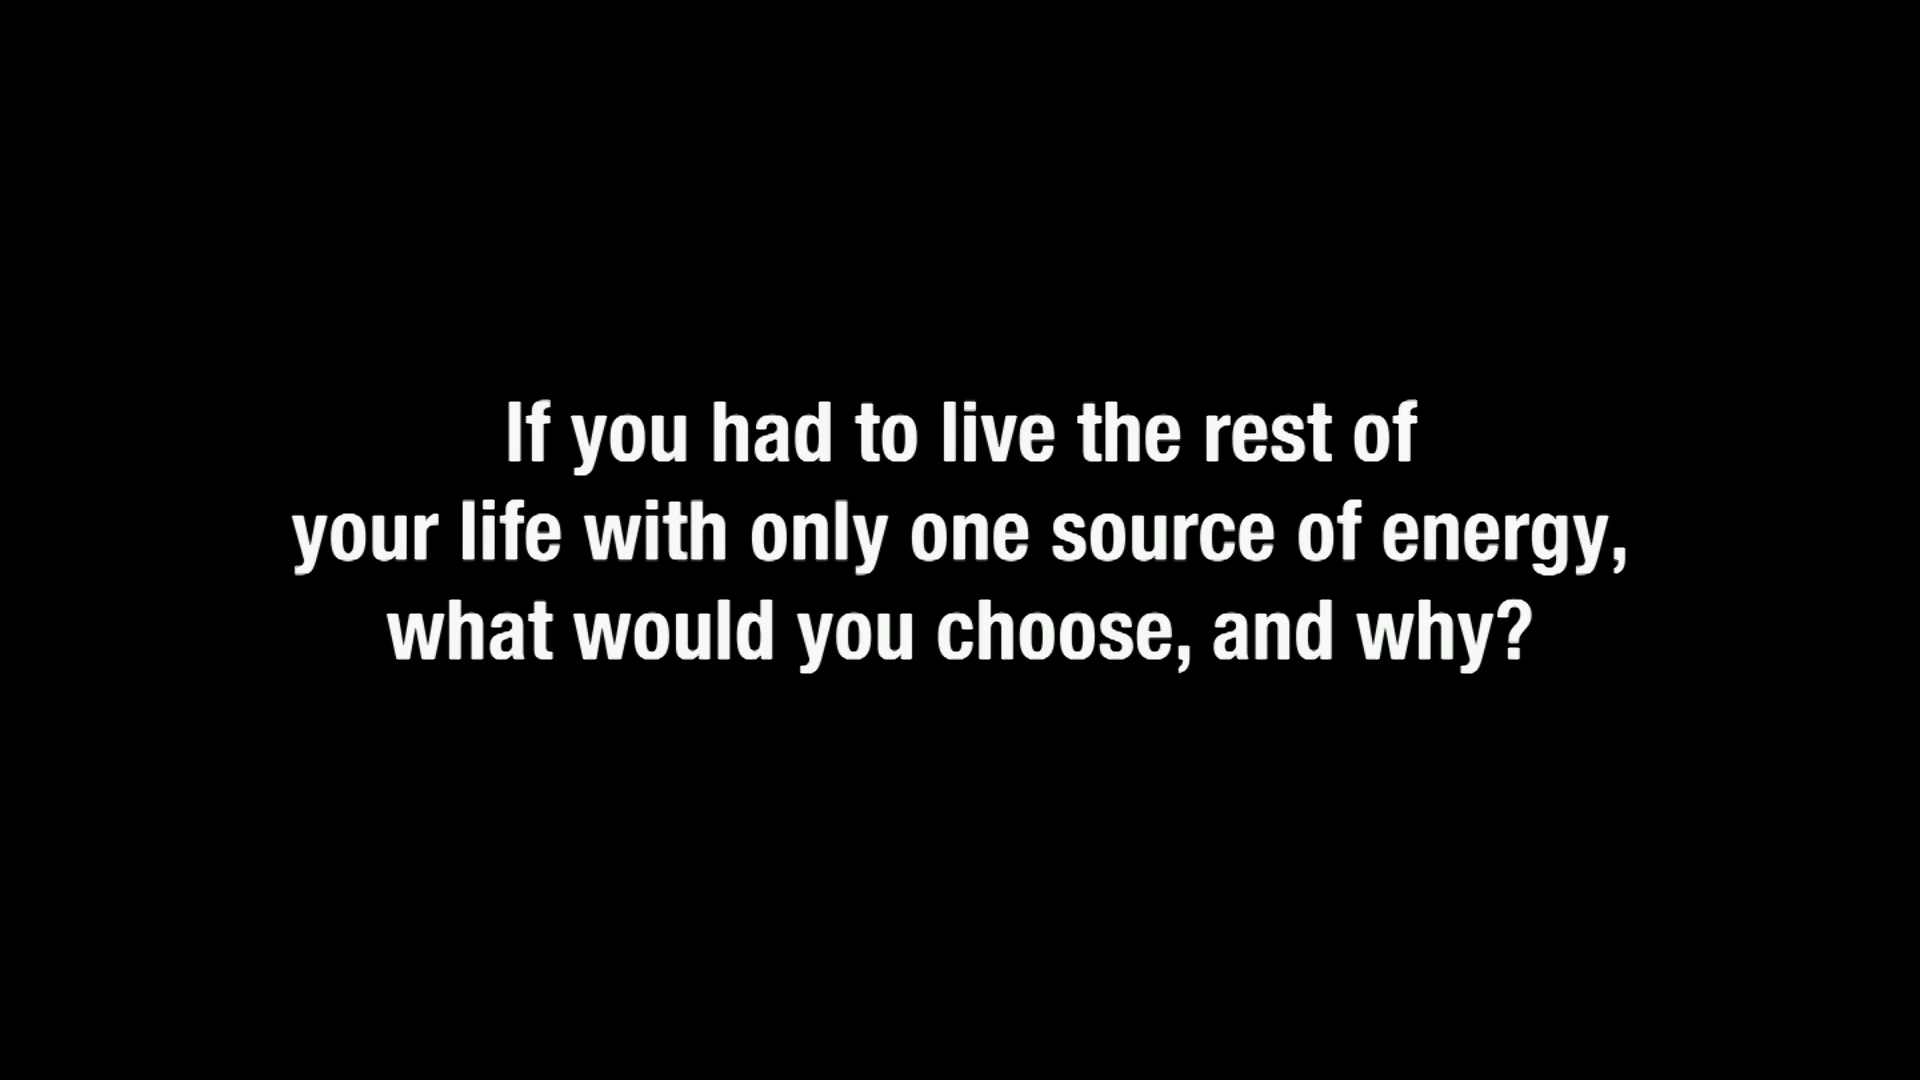 If you had to live the rest of
your life with only one source of energy,
what would you choose, and why?